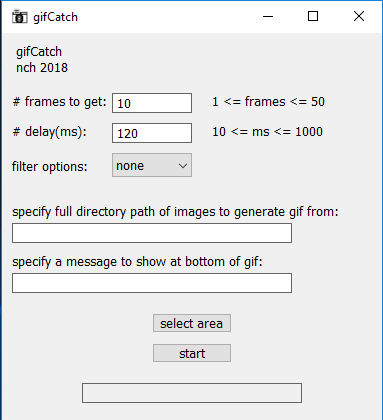 gifCatch
gifCatch
nch 2018
# frames to get: 10 1 <= frames <= 50
# delay(ms): 120 10 <= ms <= 1000
filter options: none
specify full directory path of images to generate gif from:
specify a message to show at bottom of gif:
select area
start